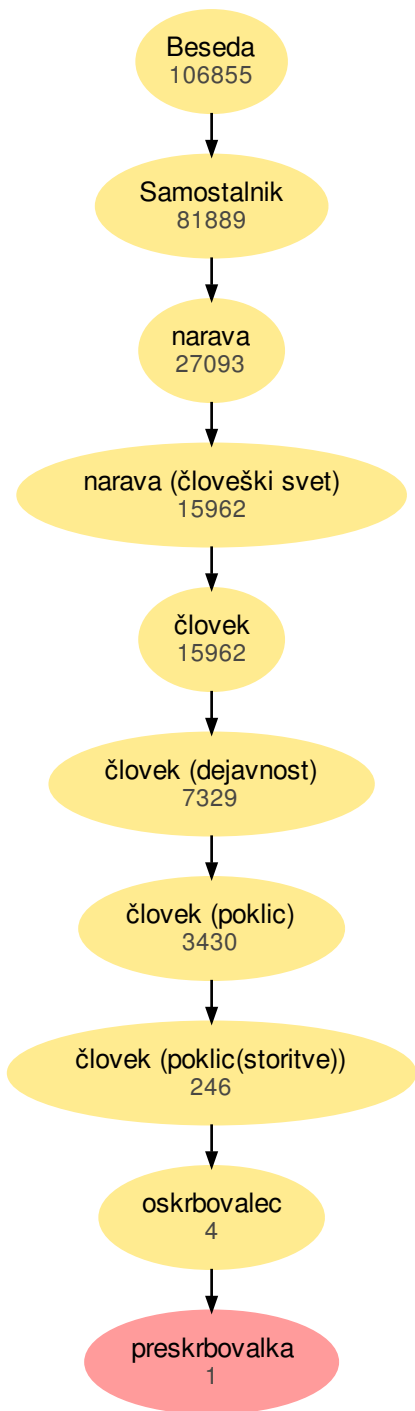 Beseda
106855
Samostalnik
81889
narava
27093
narava (človeški svet)
15962
človek
15962
človek (dejavnost)
7329
človek (poklic)
3430
človek (poklic(storitve))
246
oskrbovalec
4
preskrbovalka
1